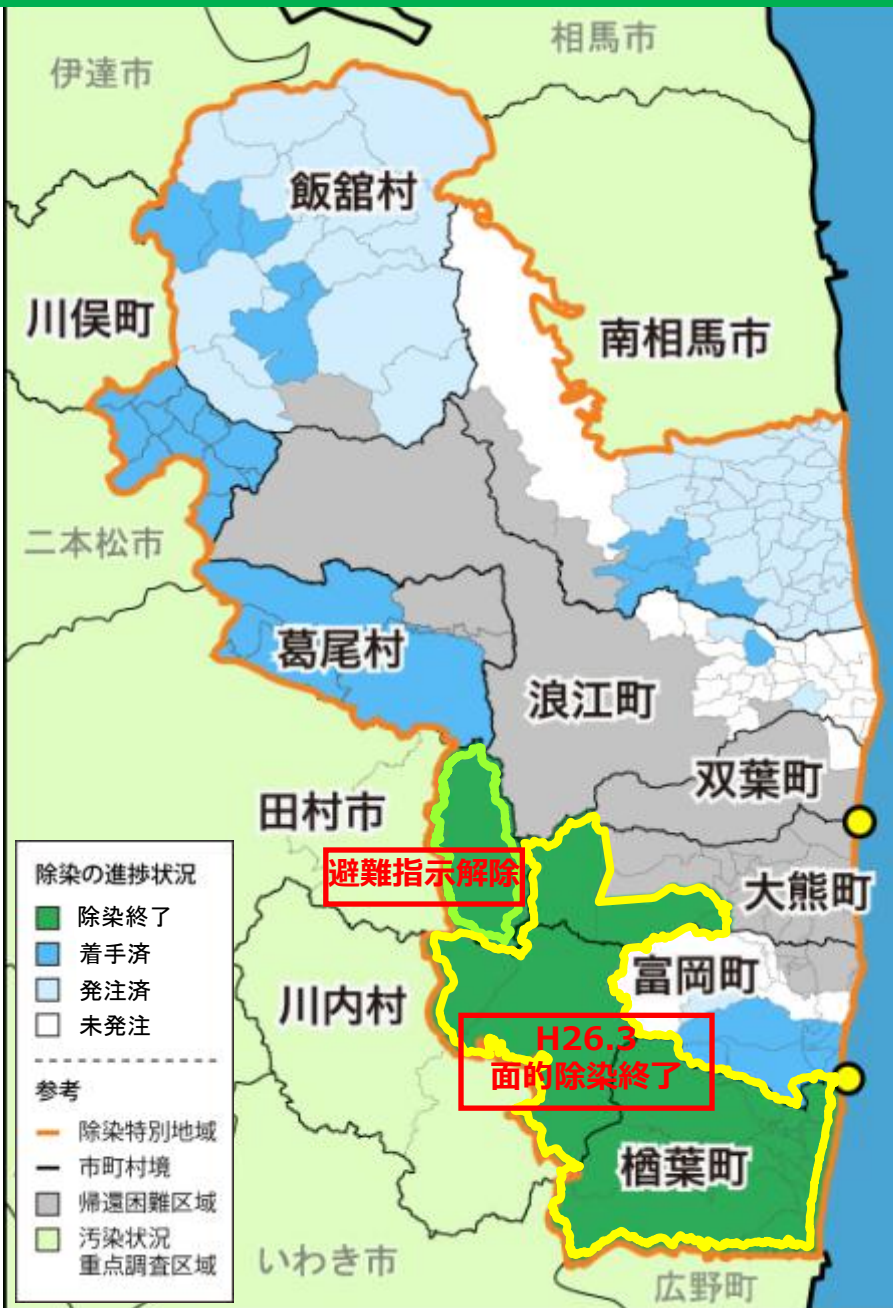 相馬市
伊達市
飯舘村
川俣町
南相馬市
二本松市
葛尾村
浪江町
双葉町
田村市
避難指示解除
大熊町
富岡町
川内村
H26.3
面的除染終了
楢葉町
いわき市
広野町
除染の進捗状況
除染終了
着手済
発注済
未発注
参考
除染特別地域
市町村境
帰還困難区域
汚染状況
重点調査区域